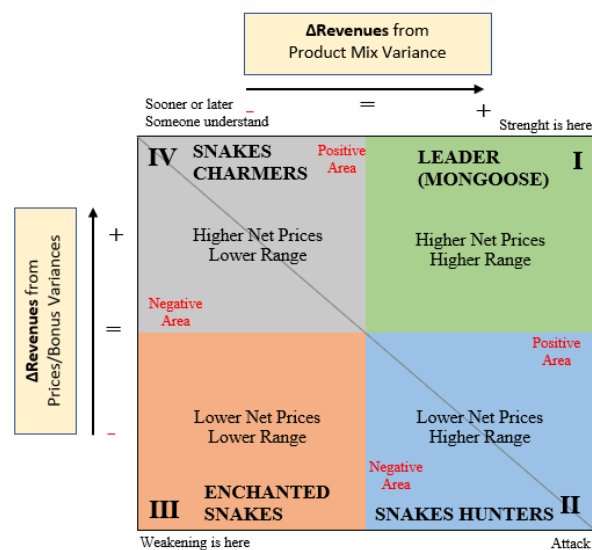 ΔRevenues from
Product Mix Variance
Sooner or later
Someone understand
-
=
+
Strenght is here
IV
SNAKES
CHARMERS
Positive
Area
LEADER
(MONGOOSE)
I
ΔRevenues from
Prices/Bonus Variances
+
Higher Net Prices
Lower Range
Higher Net Prices
Higher Range
Negative
Area
=
Positive
Area
Lower Net Prices
Lower Range
Lower Net Prices
Higher Range
-
Negative
Area
III
ENCHANTED
SNAKES
SNAKES HUNTERS
II
Weakening is here
Attack